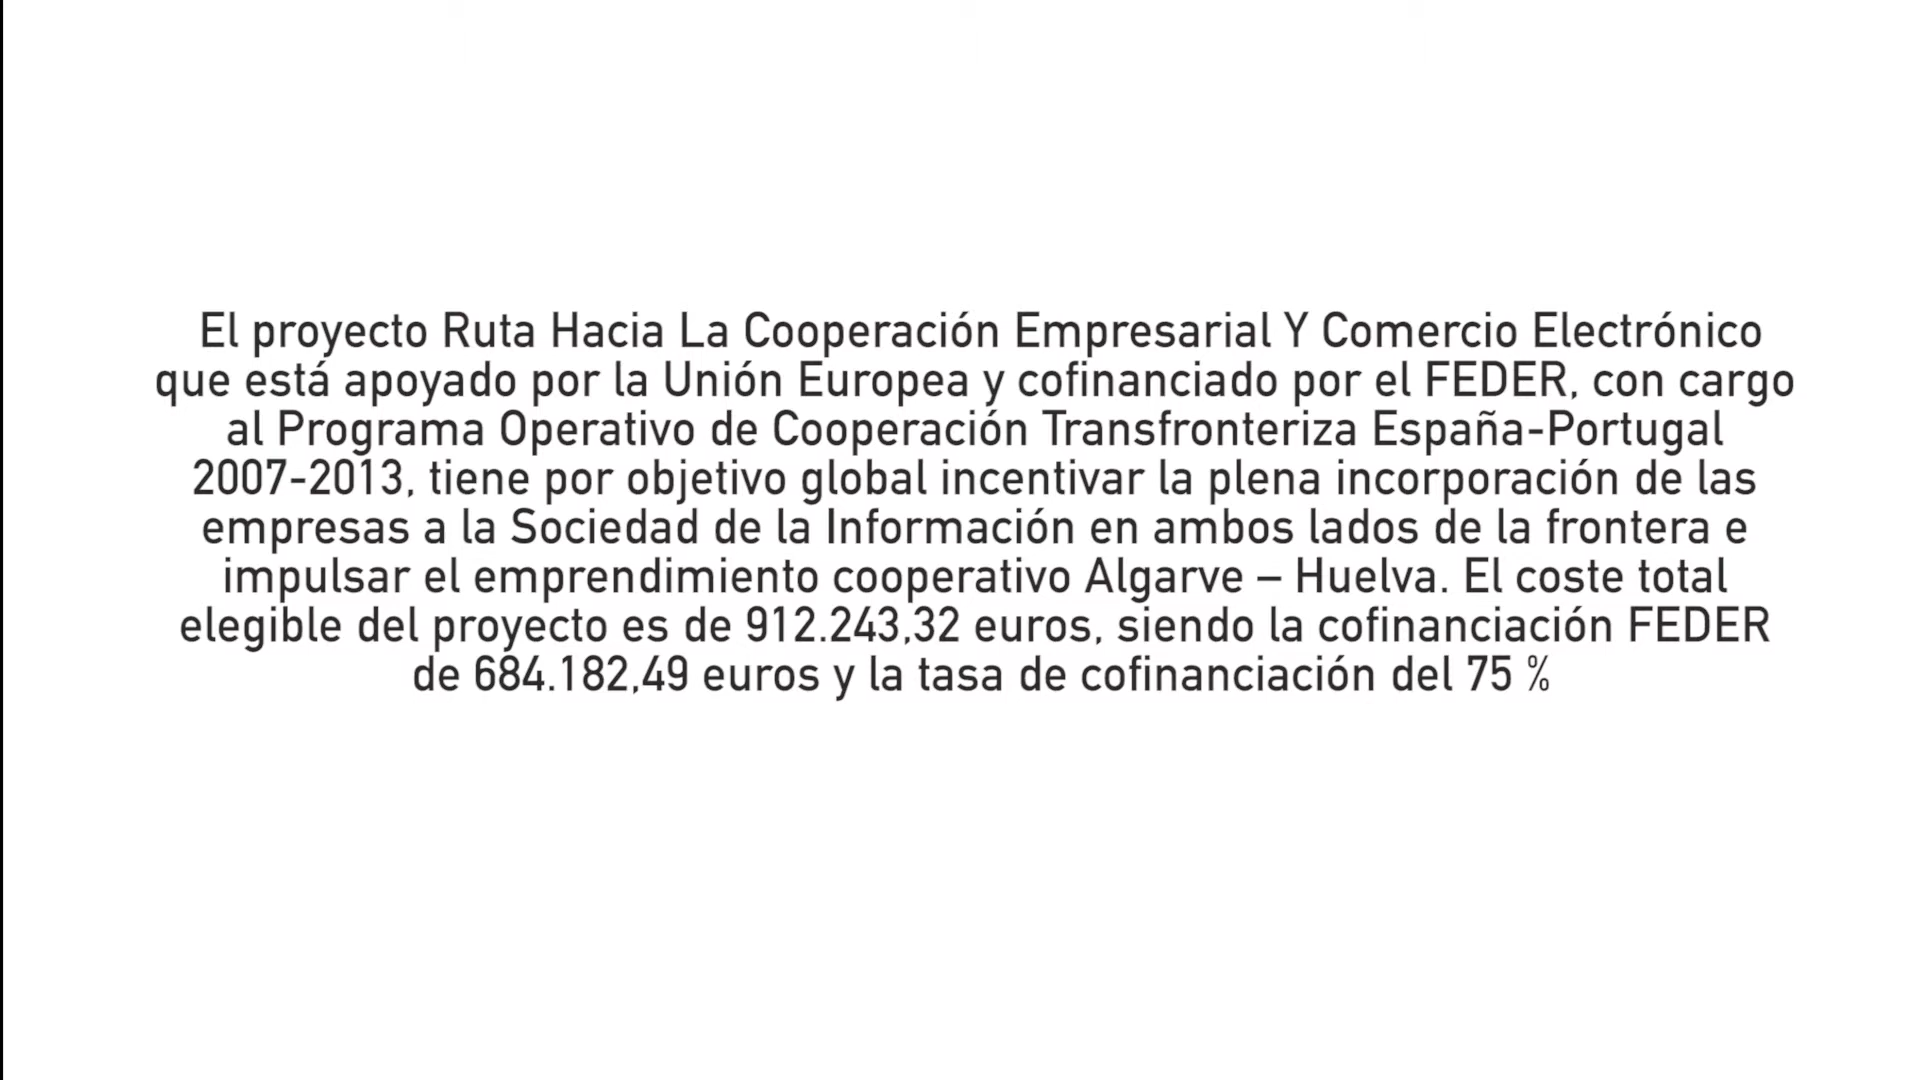 El proyecto Ruta Hacia La Cooperación Empresarial Y Comercio Electrónico
que está apoyado por la Unión Europea y cofinanciado por el FEDER, con cargo
al Programa Operativo de Cooperación Transfronteriza España-Portugal
2007-2013, tiene por objetivo global incentivar la plena incorporación de las
empresas a la Sociedad de la Información en ambos lados de la frontera e
impulsar el emprendimiento cooperativo Algarve – Huelva. El coste total
elegible del proyecto es de 912.243,32 euros, siendo la cofinanciación FEDER
de 684.182,49 euros y la tasa de cofinanciación del 75 %